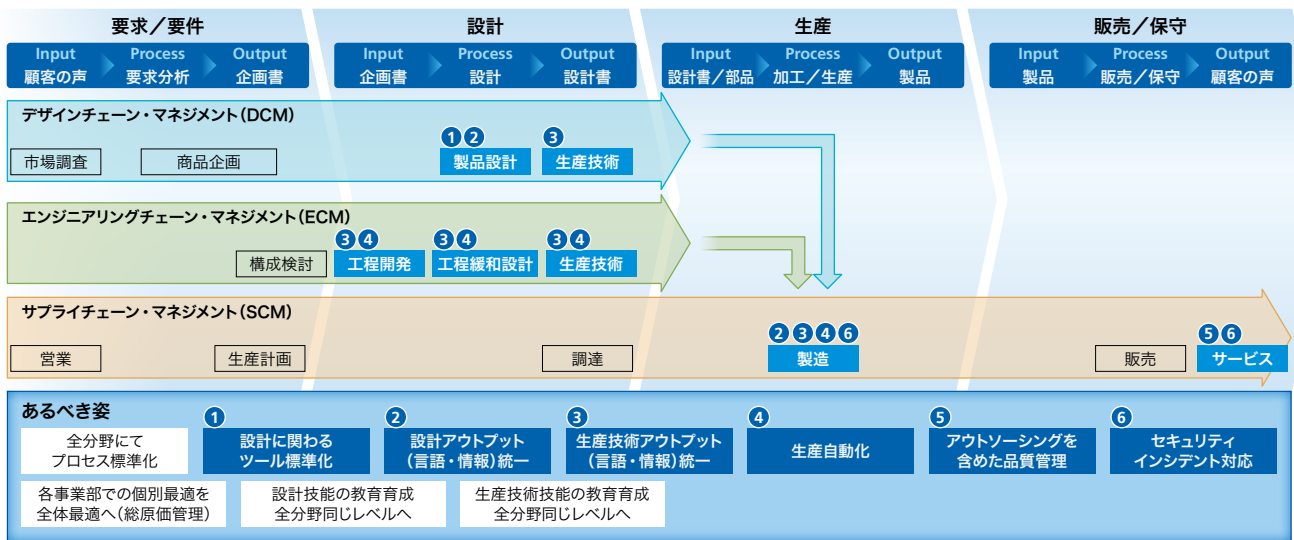 要求／要件
設計
生産
販売／保守
Input Process Output
顧客の声 要求分析 企画書
Input Process Output
企画書 設計 設計書
Input Process Output
設計書／部品 加工／生産 製品
Input Process Output
製品 販売／保守 顧客の声
デザインチェーン・マネジメント(DCM)
1 2 3
市場調査 商品企画 製品設計 生産技術
エンジニアリングチェーン・マネジメント(ECM)
3 4 3 4 3 4
構成検討 工程開発 工程緩和設計 生産技術
サプライチェーン・マネジメント(SCM)
2 3 4 6 5 6
営業 生産計画 調達 製造 販売 サービス
あるべき姿
全分野にて
プロセス標準化
1
設計に関わる
ツール標準化
2
設計アウトプット
(言語・情報)統一
3
生産技術アウトプット
(言語・情報)統一
4
生産自動化
5
アウトソーシングを
含めた品質管理
6
セキュリティ
インシデント対応
各事業部での個別最適を
全体最適へ(総原価管理)
設計技能の教育育成
全分野同じレベルへ
生産技術技能の教育育成
全分野同じレベルへ